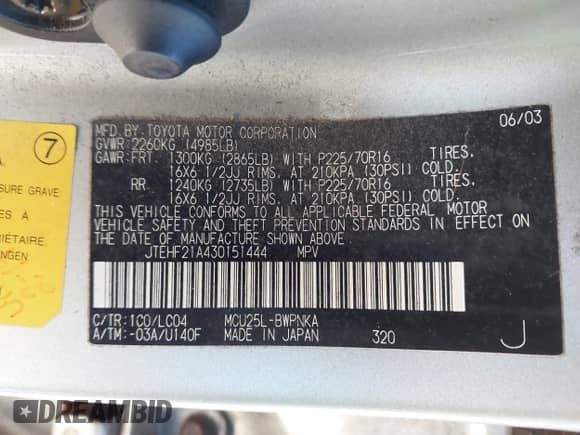 7
A
SURE GRAVE
ES À
RIÉTAIRE
NGEN.
MFD.BY:TOYOTA MOTOR CORPORATION 06/03
GVWR:2260KG (4985LB)
GAWR:FRT. 1300KG (2865LB) WITH P225/70R16 TIRES.
16X6 1/2JJ RIMS. AT 210KPA (30PSI) COLD.
RR. 1240KG (2735LB) WITH P225/70R16 TIRES.
16X6 1/2JJ RIMS. AT 210KPA (30PSI) COLD.
THIS VEHICLE CONFORMS TO ALL APPLICABLE FEDERAL MOTOR
VEHICLE SAFETY AND THEFT PREVENTION STANDARDS IN EFFECT ON
THE DATE OF MANUFACTURE SHOWN ABOVE.
JTEHF21A430151444 MPV
C/TR:1C0/LC04 MCU25L-BWPNKA
A/TM:-03A/U140F MADE IN JAPAN 320 J
DREAMBID